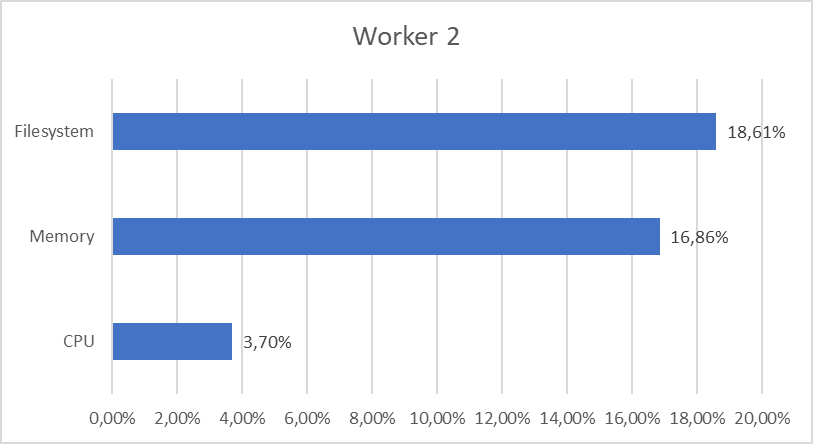 Worker 2
Filesystem 18,61%
Memory 16,86%
CPU 3,70%
0,00% 2,00% 4,00% 6,00% 8,00% 10,00% 12,00% 14,00% 16,00% 18,00% 20,00%